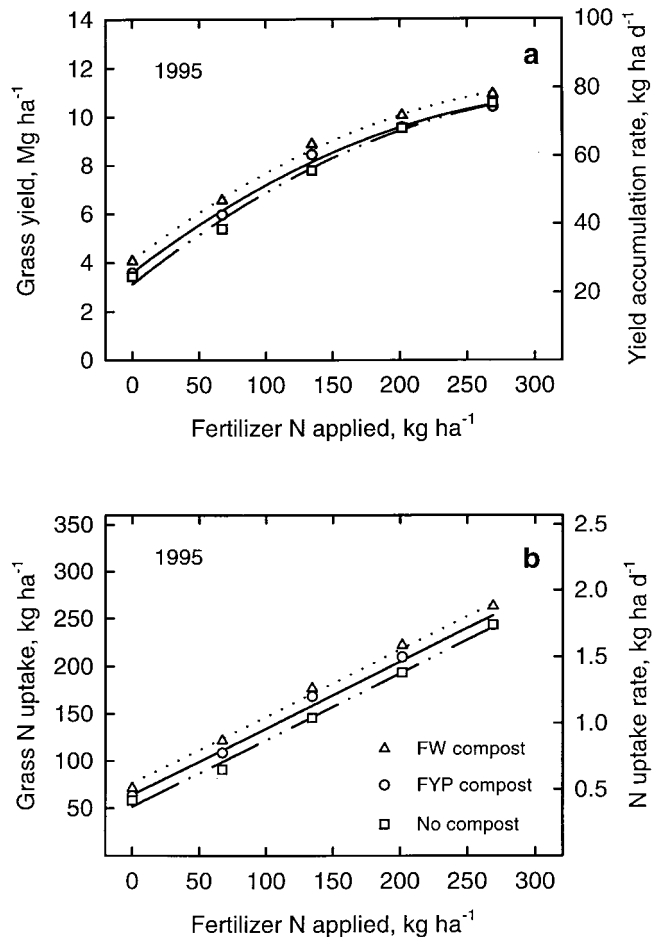 Grass yield, Mg ha⁻¹
14
12
10
8
6
4
2
0
1995
a
100
80
60
40
20
Yield accumulation rate, kg ha d⁻¹
0 50 100 150 200 250 300
Fertilizer N applied, kg ha⁻¹
Grass N uptake, kg ha⁻¹
350
300
250
200
150
100
50
1995
b
FW compost
FYP compost
No compost
2.5
2.0
1.5
1.0
0.5
N uptake rate, kg ha d⁻¹
0 50 100 150 200 250 300
Fertilizer N applied, kg ha⁻¹